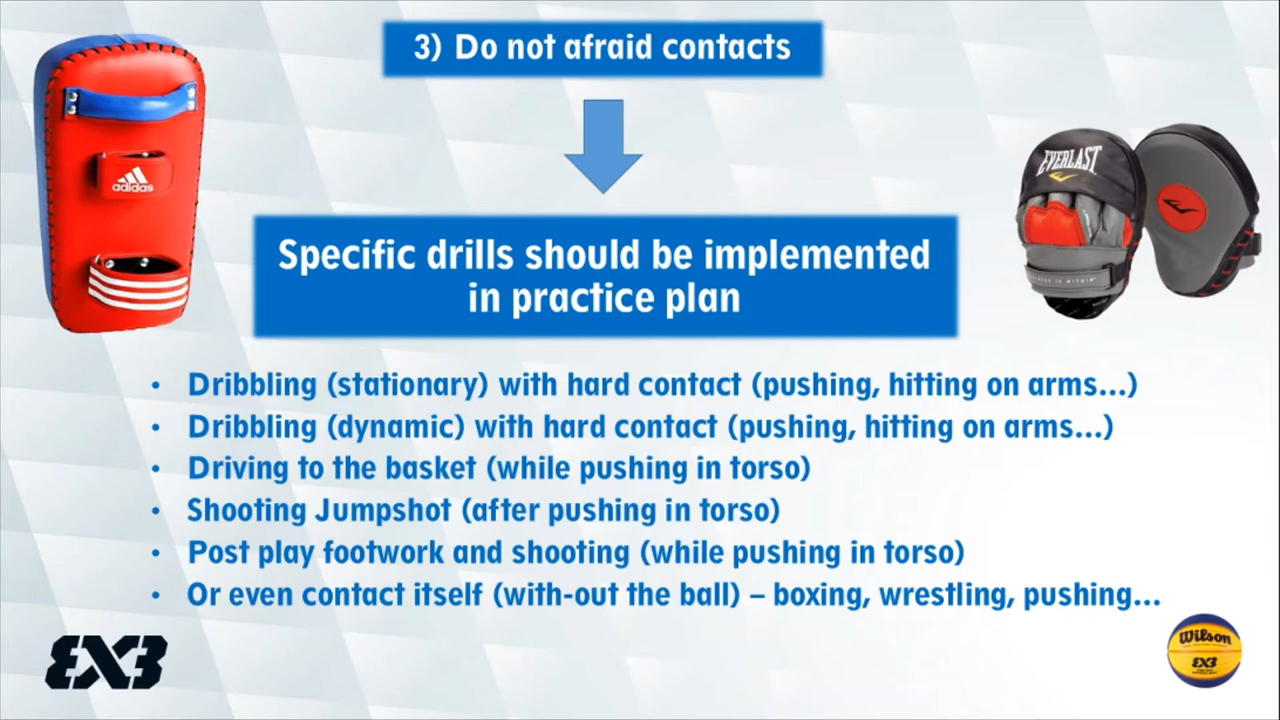 3) Do not afraid contacts
adidas
EVERLAST
Specific drills should be implemented
in practice plan
• Dribbling (stationary) with hard contact (pushing, hitting on arms...)
• Dribbling (dynamic) with hard contact (pushing, hitting on arms...)
• Driving to the basket (while pushing in torso)
• Shooting Jumpshot (after pushing in torso)
• Post play footwork and shooting (while pushing in torso)
• Or even contact itself (with-out the ball) – boxing, wrestling, pushing...
3X3
Wilson
3X3